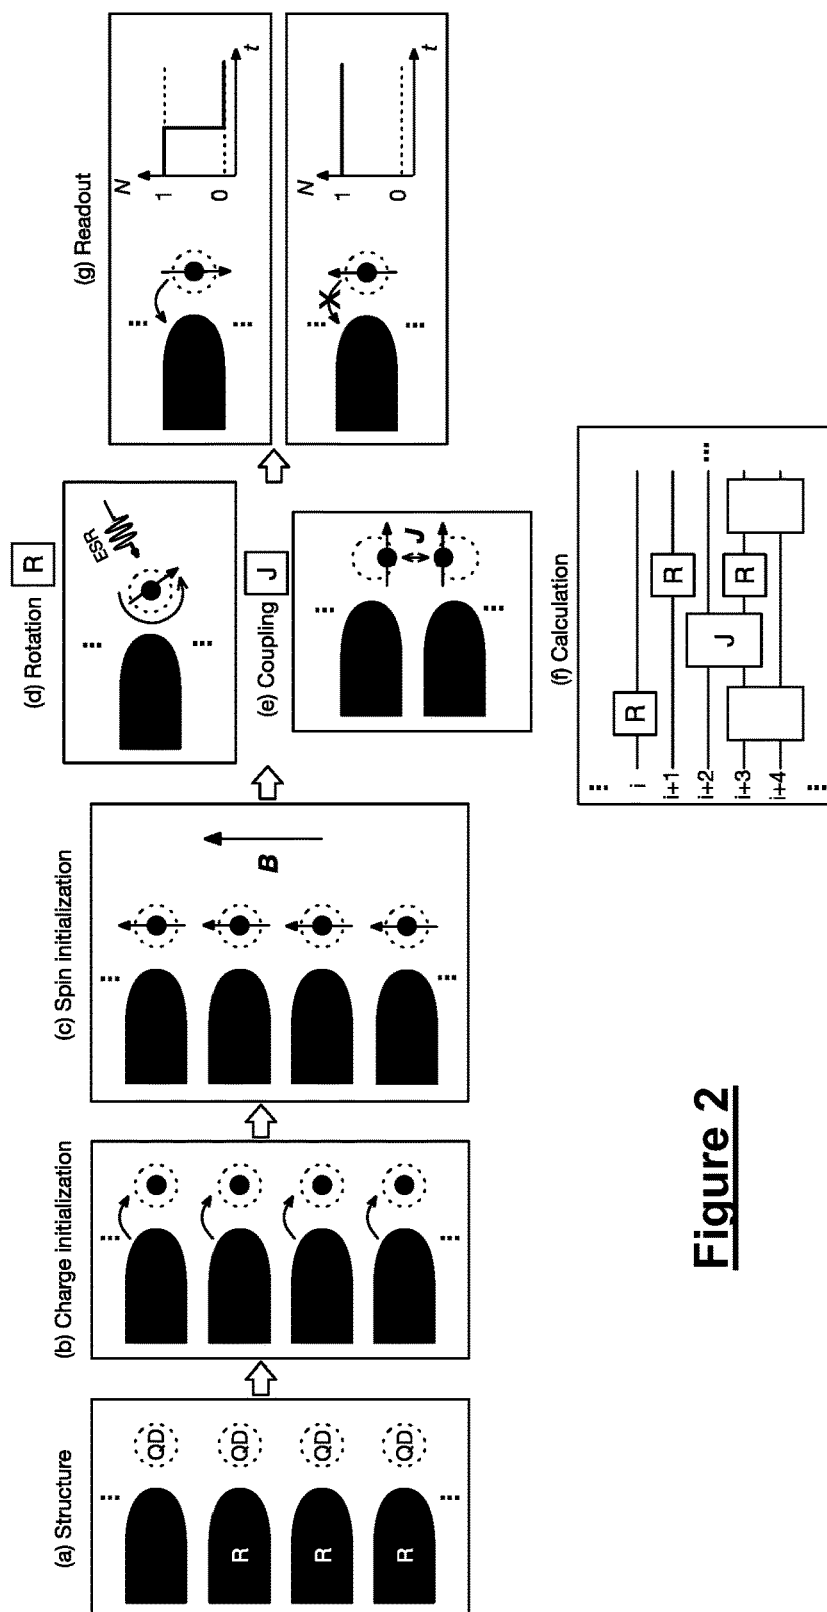 (a) Structure
...
QD
R QD
R QD
R QD
...
(b) Charge initialization
...
...
(c) Spin initialization
...
B
...
(d) Rotation R
...
ESR
...
(e) Coupling J
...
J
...
(f) Calculation
...
i R
i+1 R
i+2 ...
J
i+3 R
i+4
...
(g) Readout
...
N
1
0
t
...
...
X
N
1
0
t
...
Figure 2